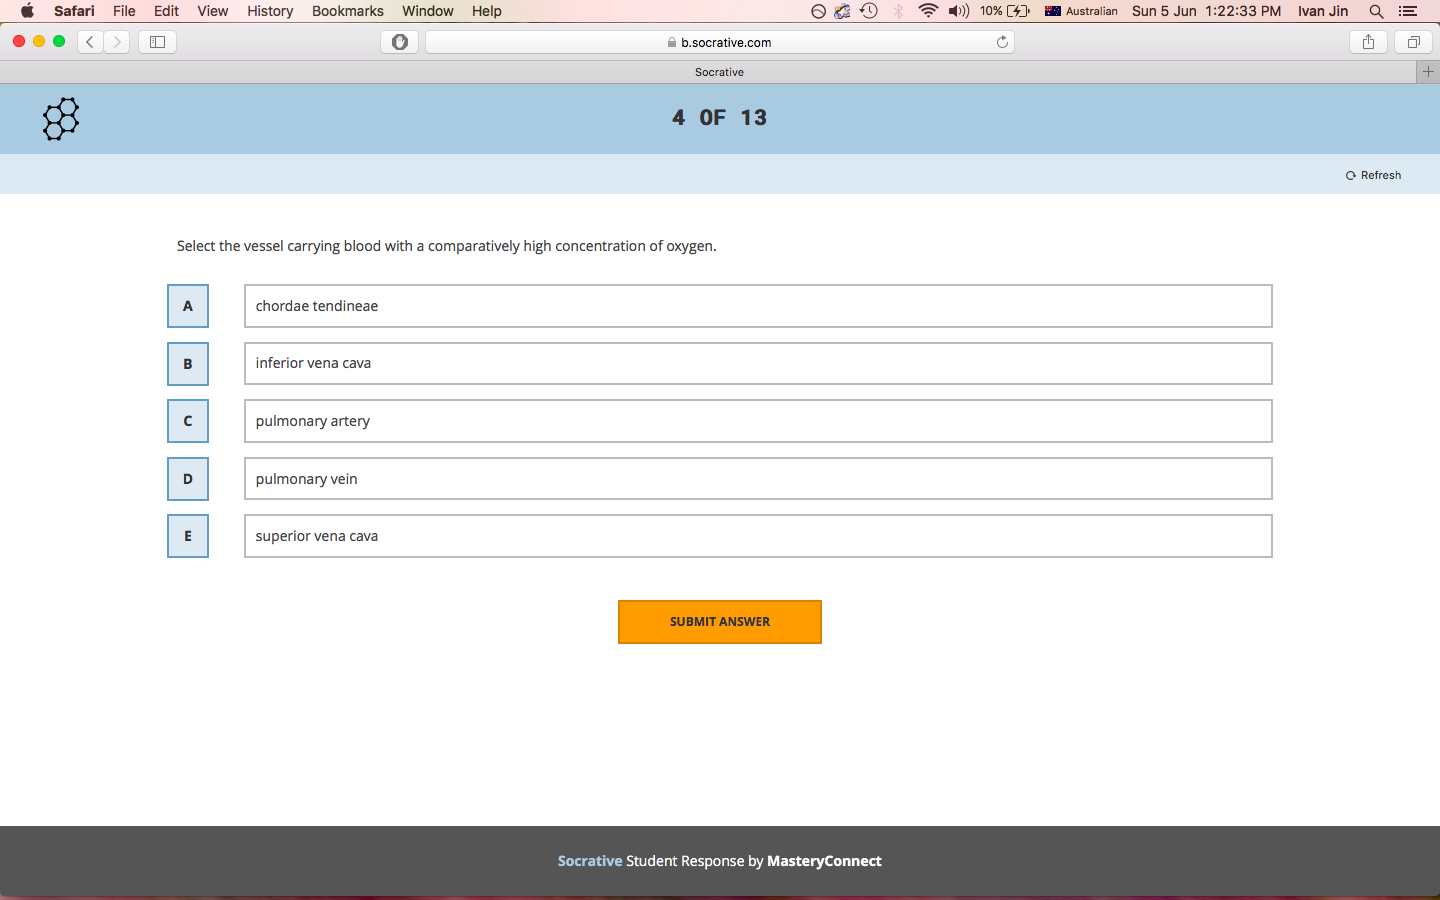 Safari File Edit View History Bookmarks Window Help 10% Australian Sun 5 Jun 1:22:33 PM Ivan Jin
b.socrative.com
Socrative
4 OF 13
Refresh
Select the vessel carrying blood with a comparatively high concentration of oxygen.
A chordae tendineae
B inferior vena cava
C pulmonary artery
D pulmonary vein
E superior vena cava
SUBMIT ANSWER
Socrative Student Response by MasteryConnect